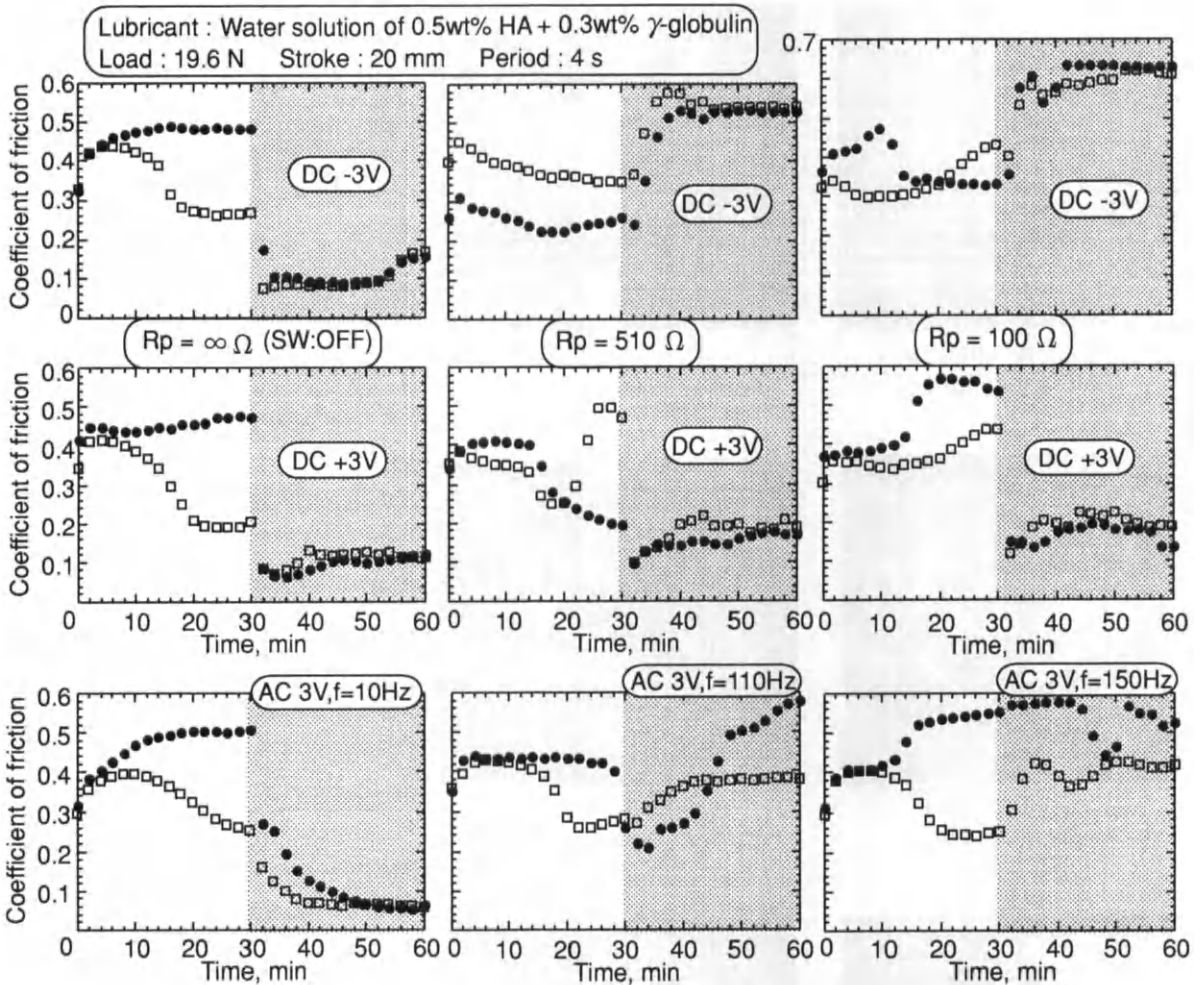 Lubricant : Water solution of 0.5wt% HA + 0.3wt% γ-globulin
Load : 19.6 N Stroke : 20 mm Period : 4 s
0.7
0.6
0.5
0.4
0.3
0.2
0.1
0
Coefficient of friction
DC -3V
DC -3V
DC -3V
Rp = ∞ Ω (SW:OFF)
Rp = 510 Ω
Rp = 100 Ω
0.6
0.5
0.4
0.3
0.2
0.1
Coefficient of friction
DC +3V
DC +3V
DC +3V
0 10 20 30 40 50 60
0 10 20 30 40 50 60
0 10 20 30 40 50 60
Time, min
Time, min
Time, min
AC 3V,f=10Hz
AC 3V,f=110Hz
AC 3V,f=150Hz
0.6
0.5
0.4
0.3
0.2
0.1
Coefficient of friction
0 10 20 30 40 50 60
0 10 20 30 40 50 60
0 10 20 30 40 50 60
Time, min
Time, min
Time, min